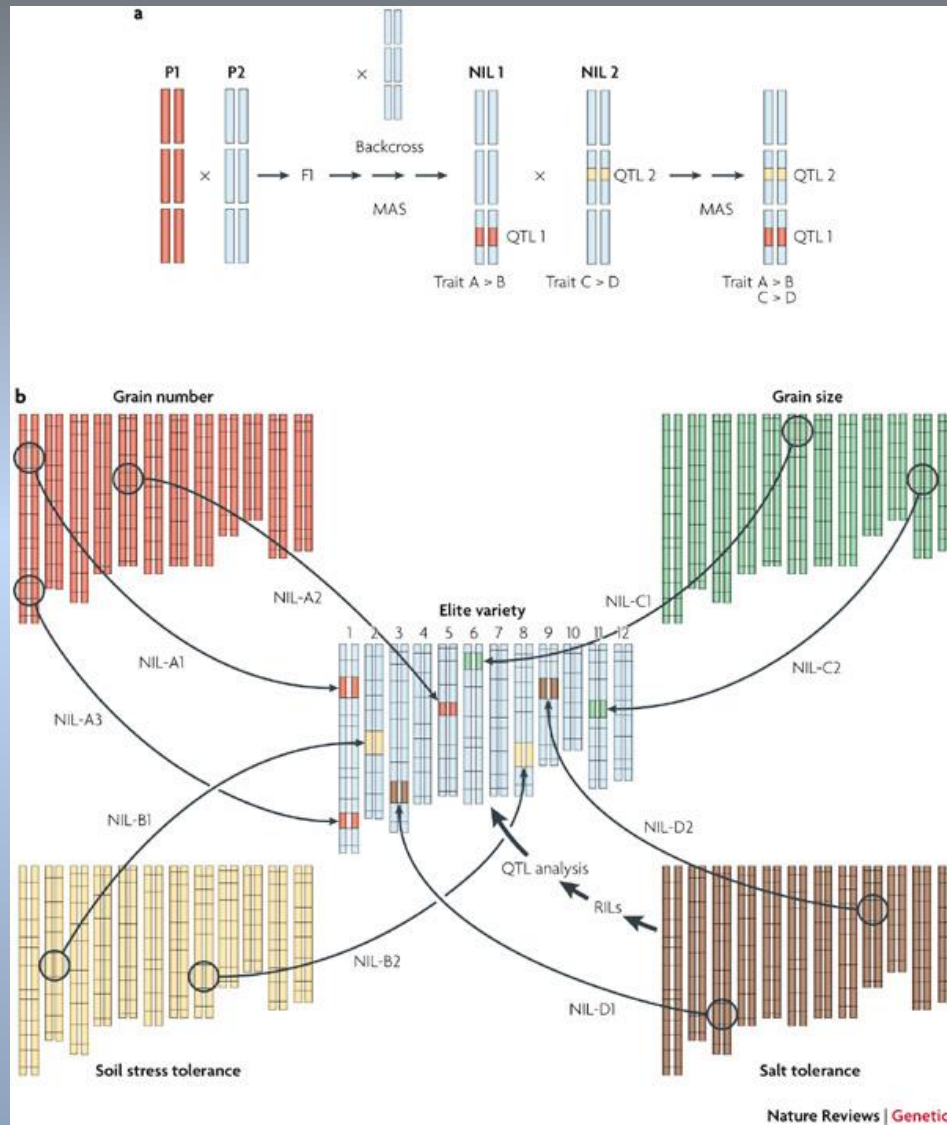 a
P1
P2
×
NIL 1
NIL 2
Backcross
×
F1
MAS
×
QTL 2
MAS
QTL 2
QTL 1
QTL 1
Trait A > B
Trait C > D
Trait A > B
C > D
b
Grain number
Grain size
NIL-A2
NIL-C1
Elite variety
1 2 3 4 5 6 7 8 9 10 11 12
NIL-A1
NIL-C2
NIL-A3
NIL-B1
NIL-D2
QTL analysis
RILs
NIL-B2
NIL-D1
Soil stress tolerance
Salt tolerance
Nature Reviews | Genetic